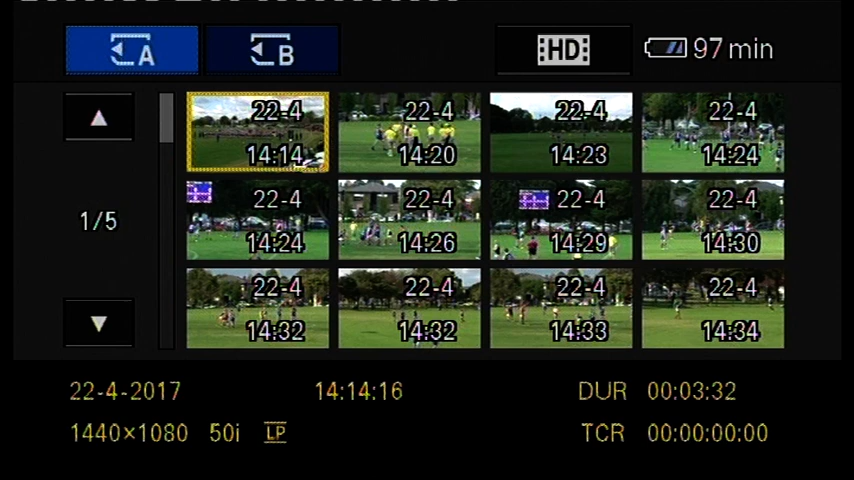 A B HD 97 min
▲ 22-4 22-4 22-4 22-4
14:14 14:20 14:23 14:24
1/5 22-4 22-4 22-4
14:24 14:26 14:29 14:30
22-4 22-4 22-4 22-4
▼ 14:32 14:32 14:33 14:34
22-4-2017 14:14:16 DUR 00:03:32
1440×1080 50i LP TCR 00:00:00:00